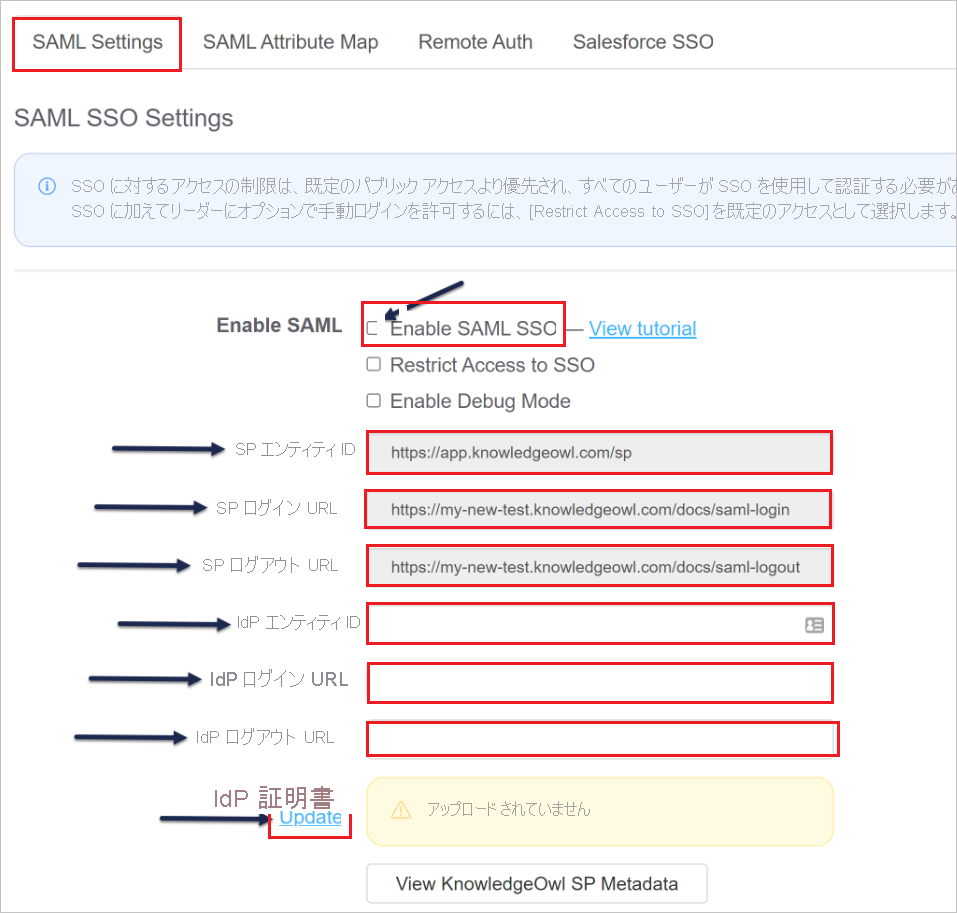 SAML Settings SAML Attribute Map Remote Auth Salesforce SSO
SAML SSO Settings
SSO に対するアクセスの制限は、既定のパブリック アクセスより優先され、すべてのユーザーが SSO を使用して認証する必要が
SSO に加えてリーダーにオプションで手動ログインを許可するには、[Restrict Access to SSO] を既定のアクセスとして選択します。
Enable SAML Enable SAML SSO — View tutorial
Restrict Access to SSO
Enable Debug Mode
SP エンティティ ID https://app.knowledgeowl.com/sp
SP ログイン URL https://my-new-test.knowledgeowl.com/docs/saml-login
SP ログアウト URL https://my-new-test.knowledgeowl.com/docs/saml-logout
IdP エンティティ ID
IdP ログイン URL
IdP ログアウト URL
IdP 証明書
Update アップロードされていません
View KnowledgeOwl SP Metadata